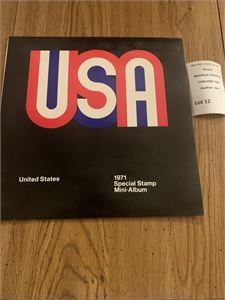 USA
United States
1971
Special Stamp
Mini-Album
Lot 12